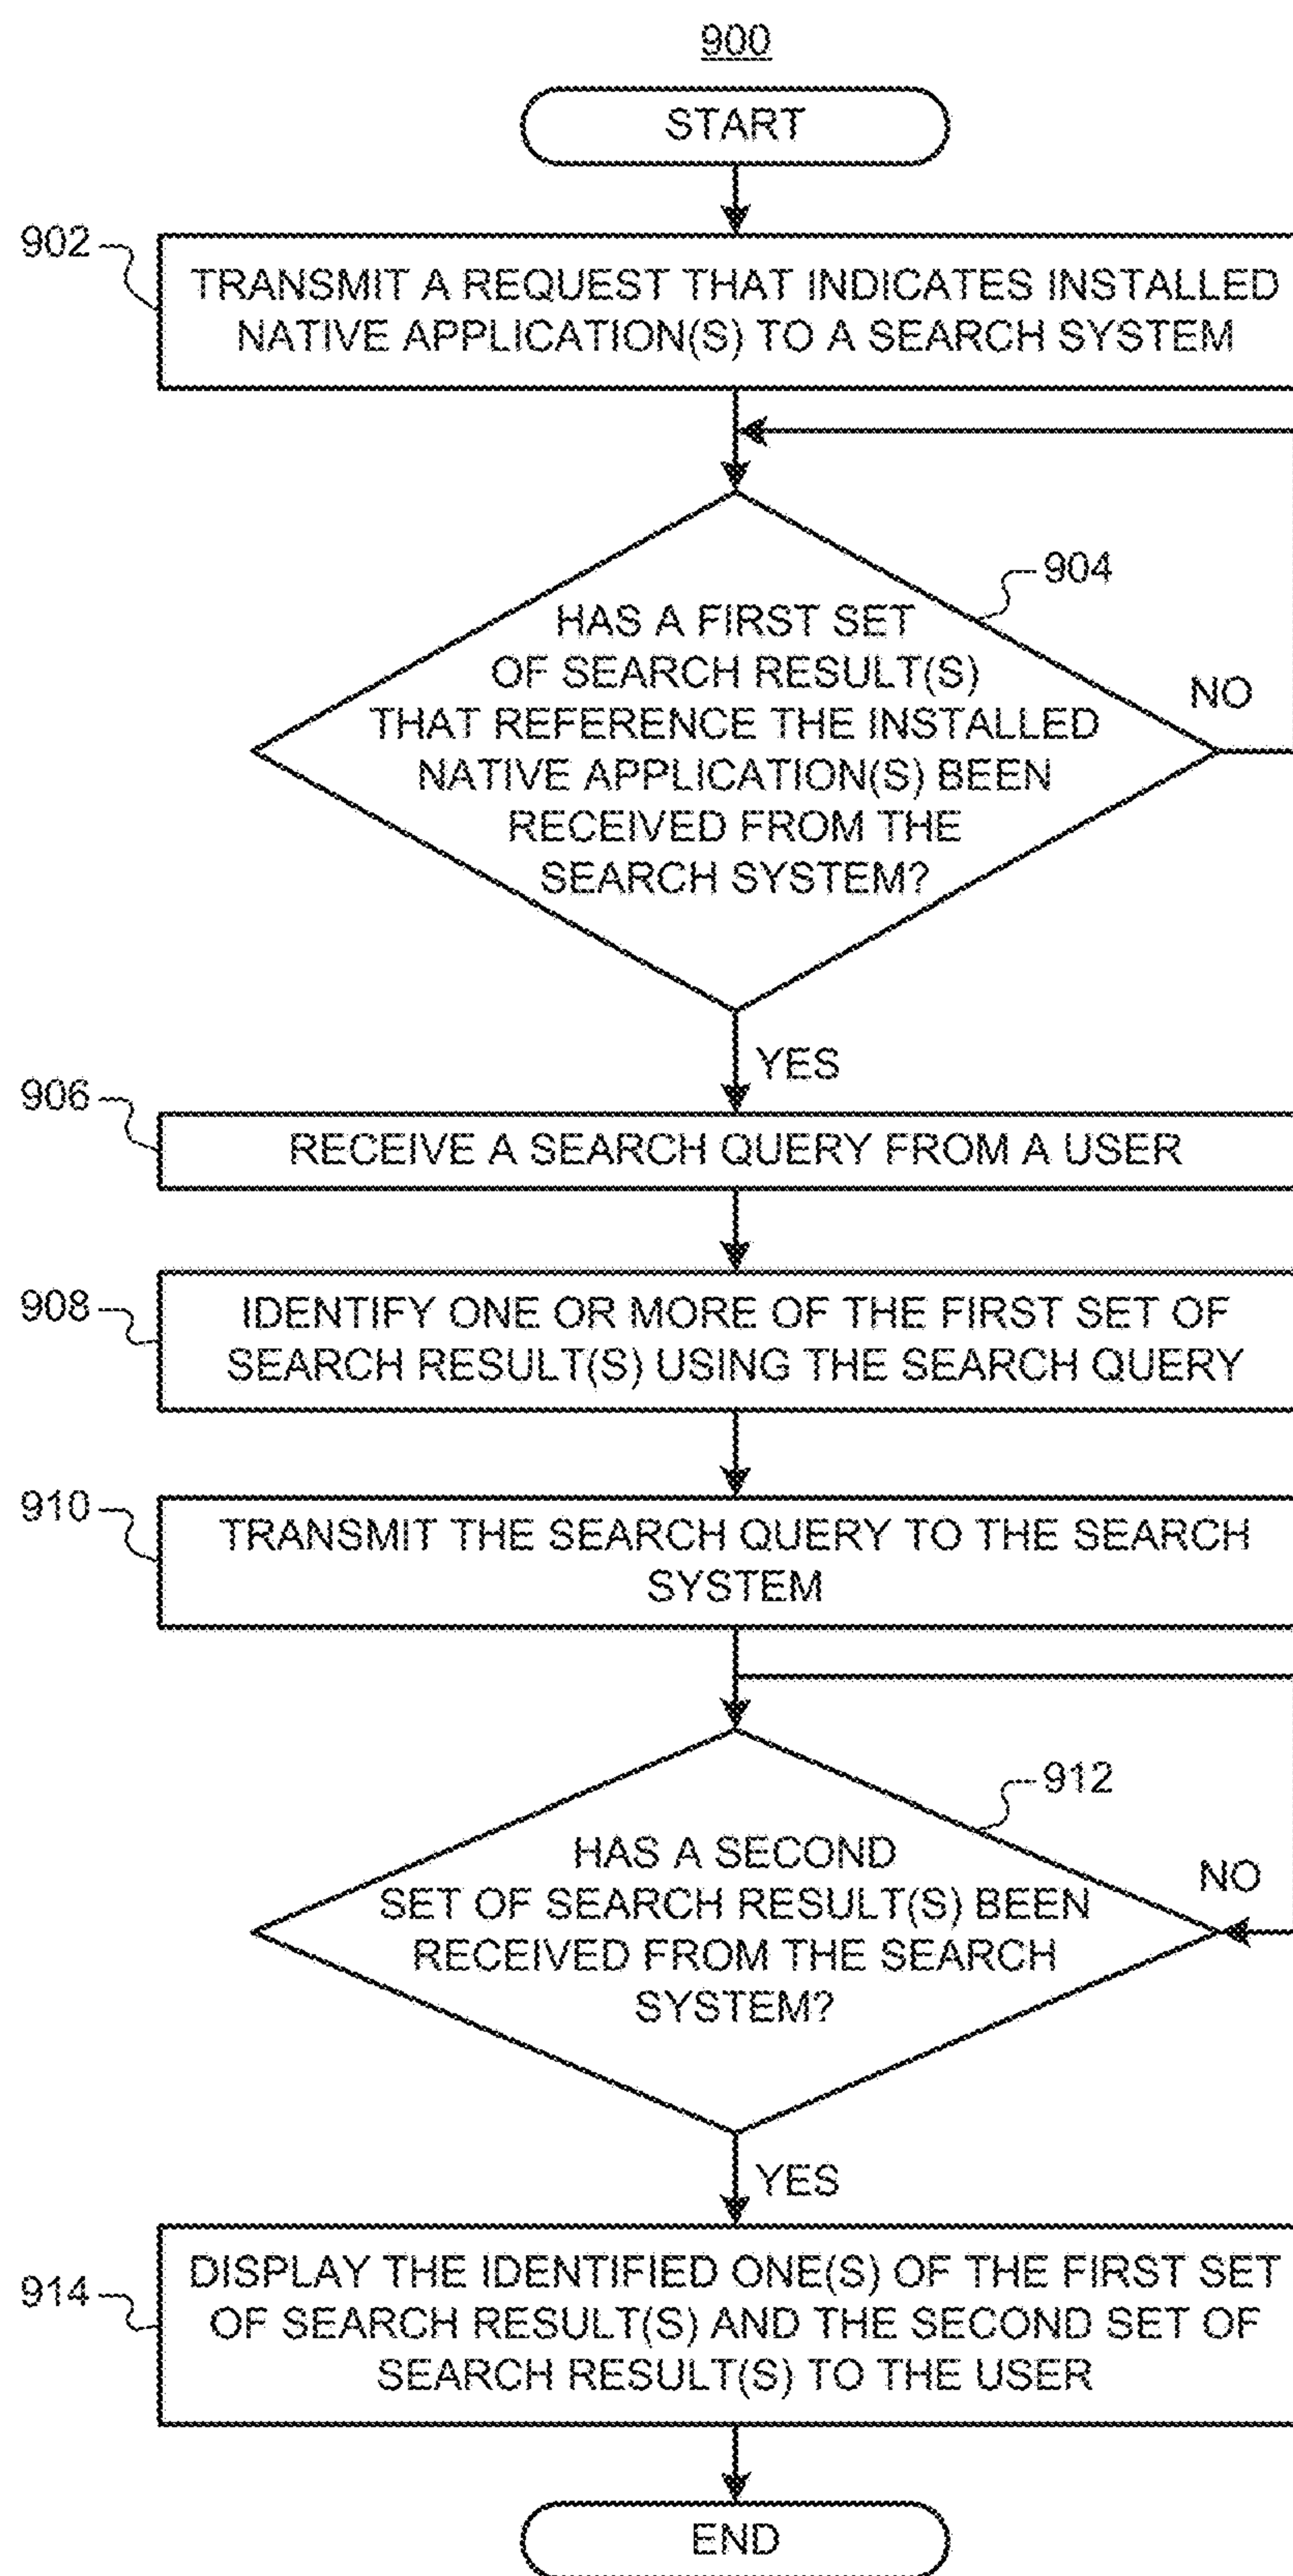 900
START
902
TRANSMIT A REQUEST THAT INDICATES INSTALLED
NATIVE APPLICATION(S) TO A SEARCH SYSTEM
904
HAS A FIRST SET
OF SEARCH RESULT(S)
THAT REFERENCE THE INSTALLED
NATIVE APPLICATION(S) BEEN
RECEIVED FROM THE
SEARCH SYSTEM?
NO
YES
906
RECEIVE A SEARCH QUERY FROM A USER
908
IDENTIFY ONE OR MORE OF THE FIRST SET OF
SEARCH RESULT(S) USING THE SEARCH QUERY
910
TRANSMIT THE SEARCH QUERY TO THE SEARCH
SYSTEM
912
HAS A SECOND
SET OF SEARCH RESULT(S) BEEN
RECEIVED FROM THE SEARCH
SYSTEM?
NO
YES
914
DISPLAY THE IDENTIFIED ONE(S) OF THE FIRST SET
OF SEARCH RESULT(S) AND THE SECOND SET OF
SEARCH RESULT(S) TO THE USER
END